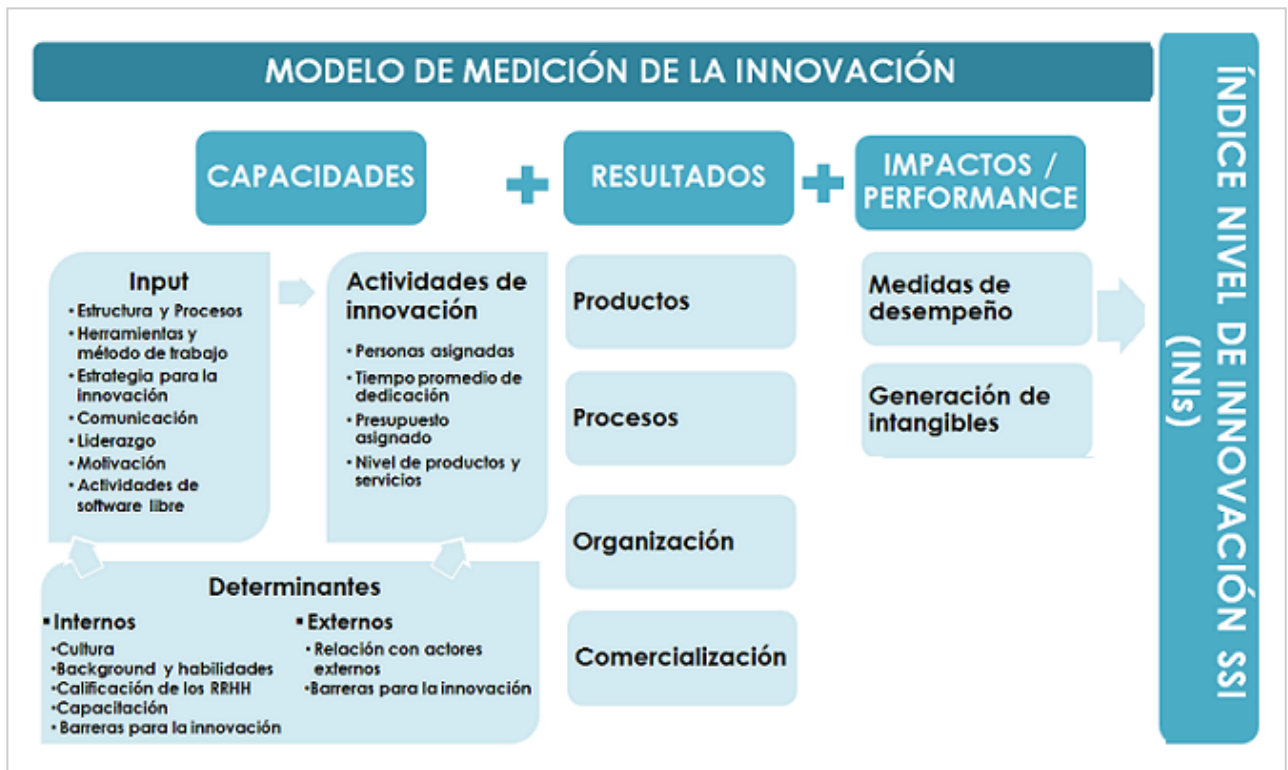 MODELO DE MEDICIÓN DE LA INNOVACIÓN
CAPACIDADES
RESULTADOS
IMPACTOS /
PERFORMANCE
Input
• Estructura y Procesos
• Herramientas y
método de trabajo
• Estrategia para la
innovación
• Comunicación
• Liderazgo
• Motivación
• Actividades de
software libre
Actividades de
innovación
• Personas asignadas
• Tiempo promedio de
dedicación
• Presupuesto
asignado
• Nivel de productos y
servicios
Determinantes
▪ Internos
•Cultura
•Background y habilidades
•Calificación de los RRHH
•Capacitación
•Barreras para la innovación
▪ Externos
• Relación con actores
externos
•Barreras para la innovación
Productos
Procesos
Organización
Comercialización
Medidas de
desempeño
Generación de
intangibles
ÍNDICE NIVEL DE INNOVACIÓN SSI
(INIs)